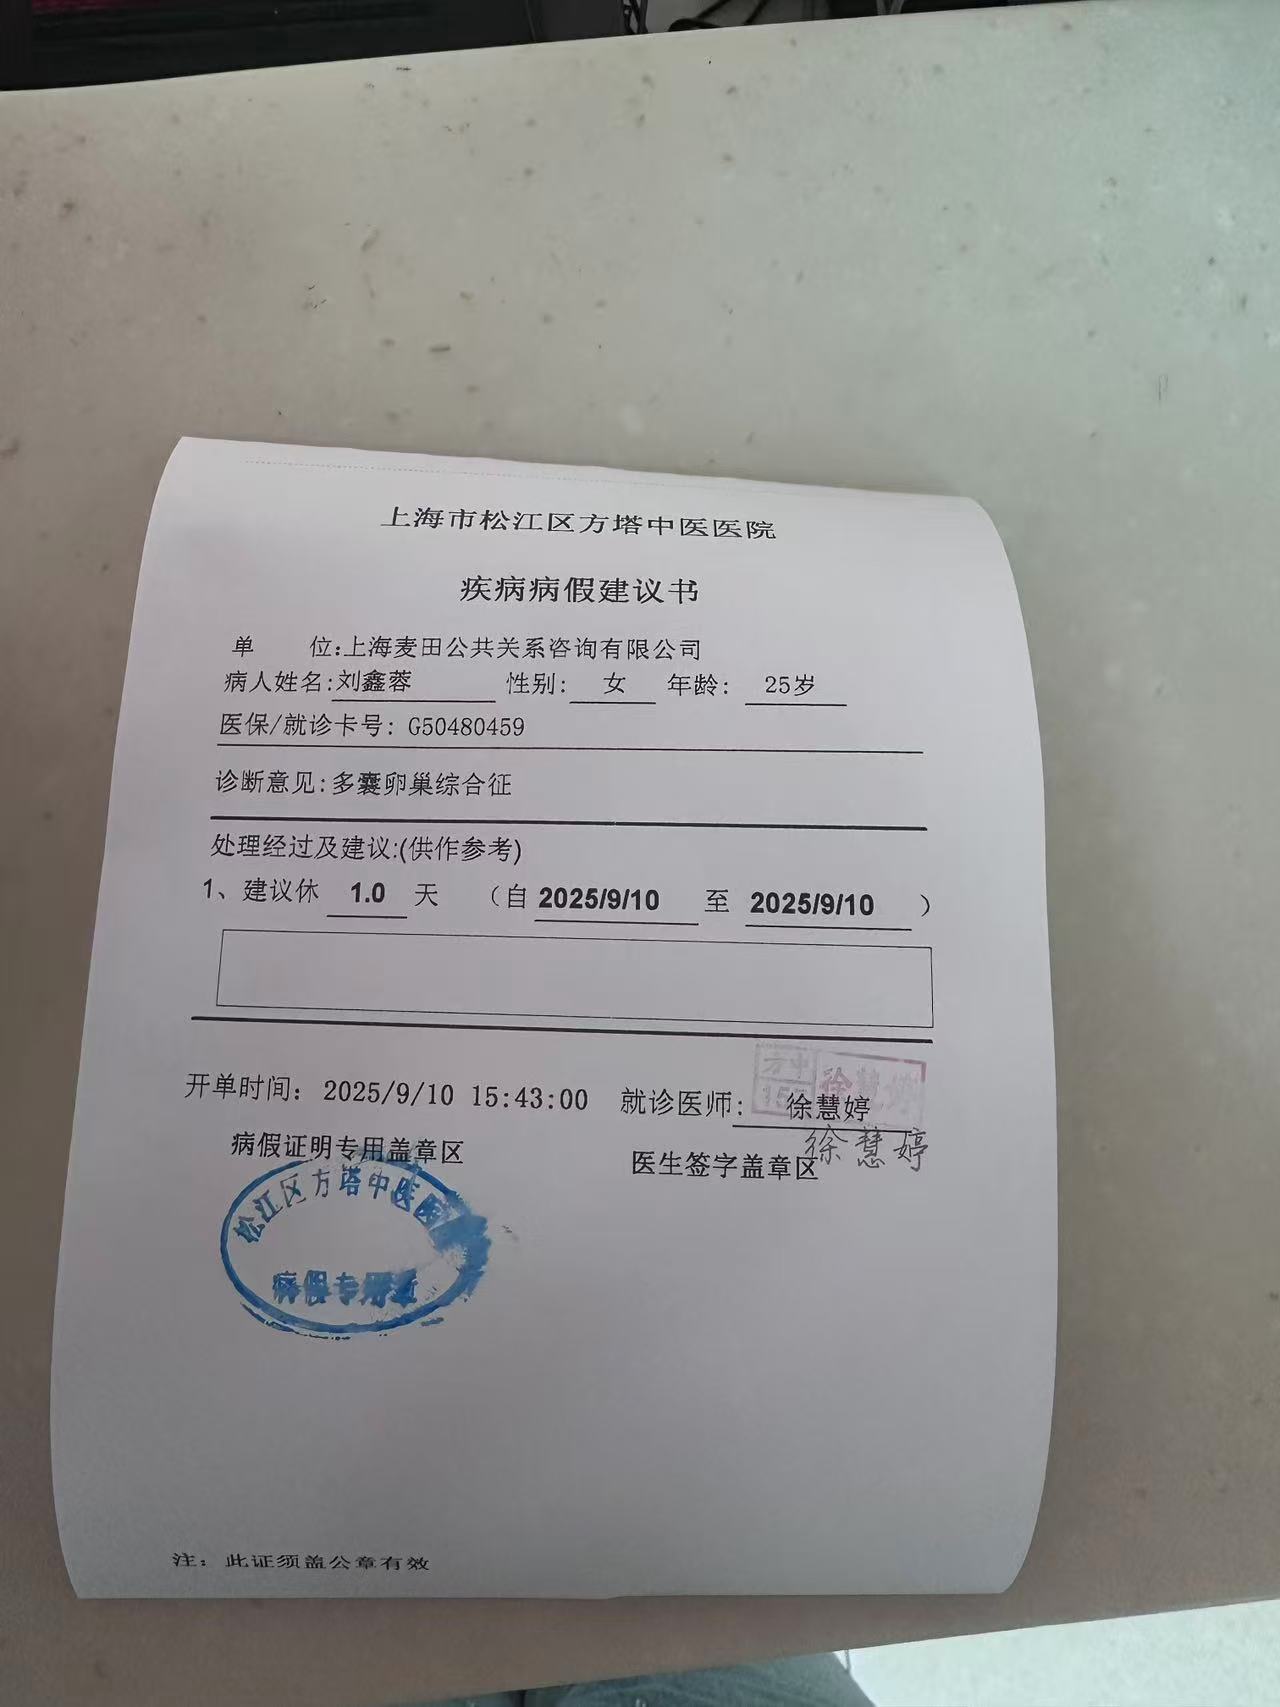 上海市松江区方塔中医医院
疾病病假建议书
单 位:上海麦田公共关系咨询有限公司
病人姓名:刘鑫蓉 性别: 女 年龄: 25岁
医保/就诊卡号: G50480459
诊断意见:多囊卵巢综合征
处理经过及建议:(供作参考)
1、建议休 1.0 天 (自 2025/9/10 至 2025/9/10 )
开单时间: 2025/9/10 15:43:00 就诊医师: 徐慧婷
方中
徐慧婷
徐慧婷
病假证明专用盖章区 医生签字盖章区
松江区方塔中医医
病假专用章
注: 此证须盖公章有效